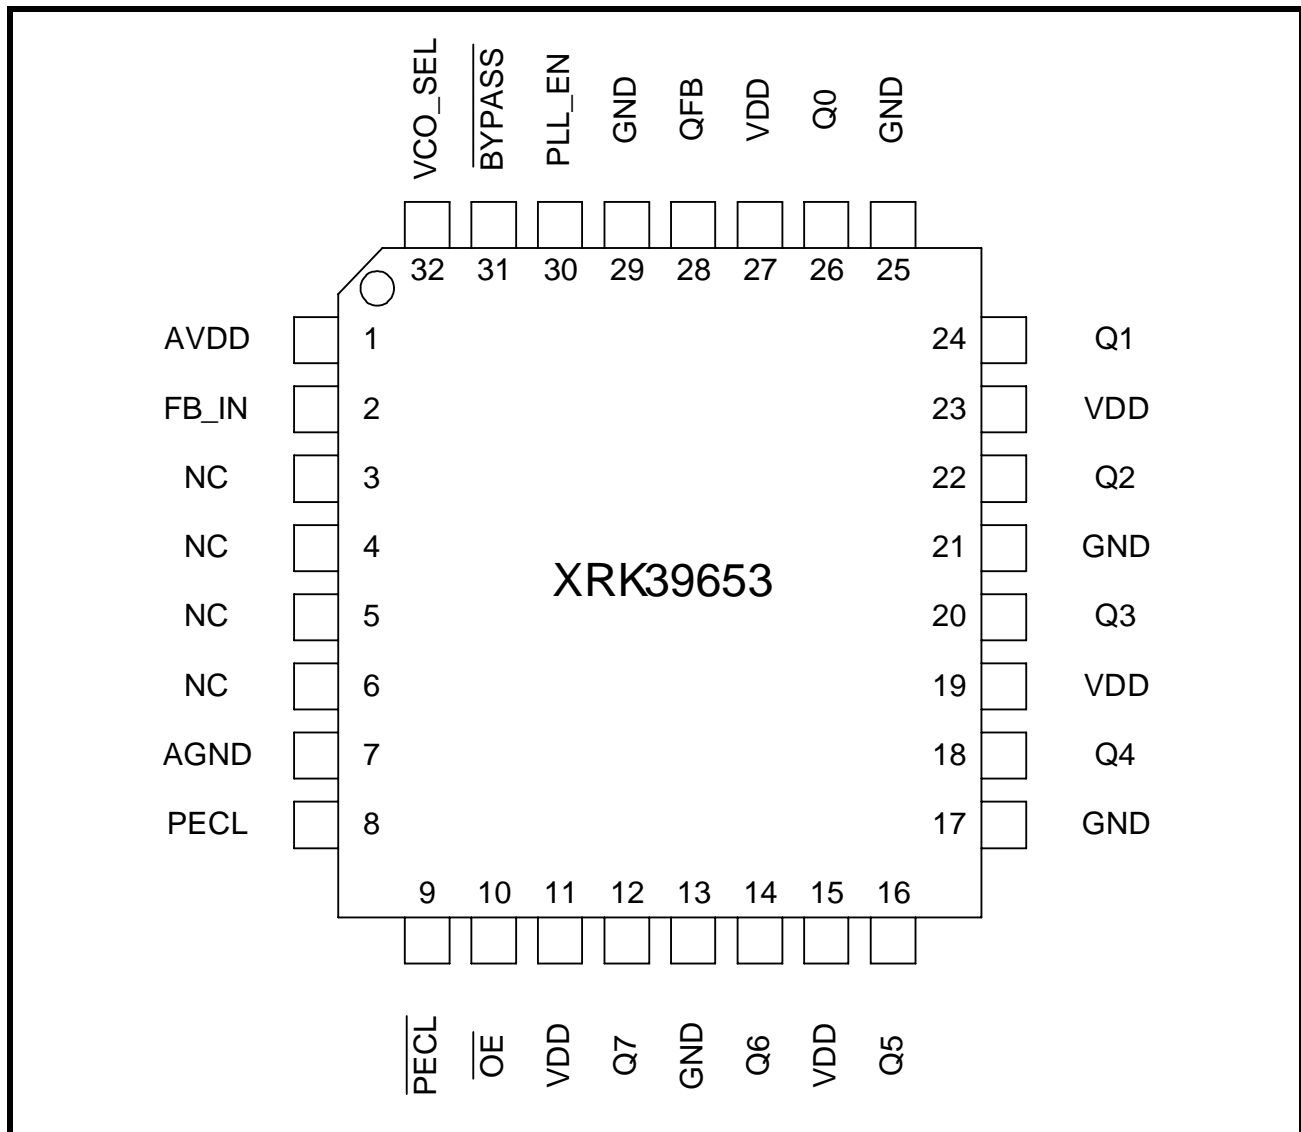 VCO_SEL
BYPASS
PLL_EN
GND
QFB
VDD
Q0
GND
32 31 30 29 28 27 26 25
AVDD 1 24 Q1
FB_IN 2 23 VDD
NC 3 22 Q2
NC 4 21 GND
XRK39653
NC 5 20 Q3
NC 6 19 VDD
AGND 7 18 Q4
PECL 8 17 GND
9 10 11 12 13 14 15 16
PECL
OE
VDD
Q7
GND
Q6
VDD
Q5